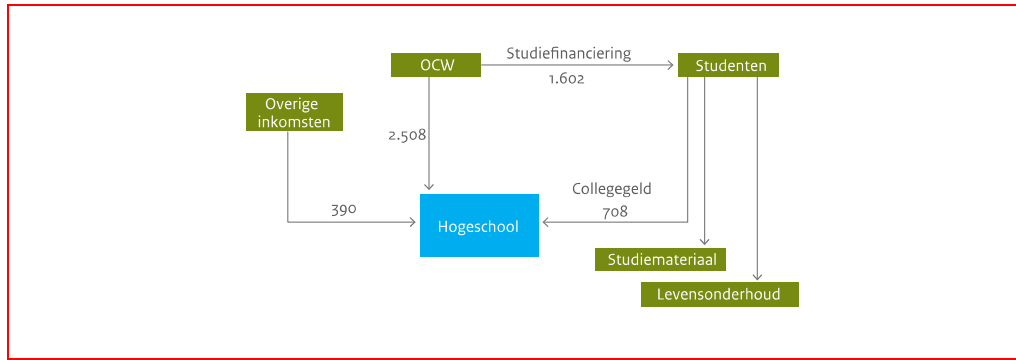 Studiefinanciering
OCW
Studenten
1.602
Overige
inkomsten
2.508
Collegegeld
390
708
Hogeschool
Studiemateriaal
Levensonderhoud